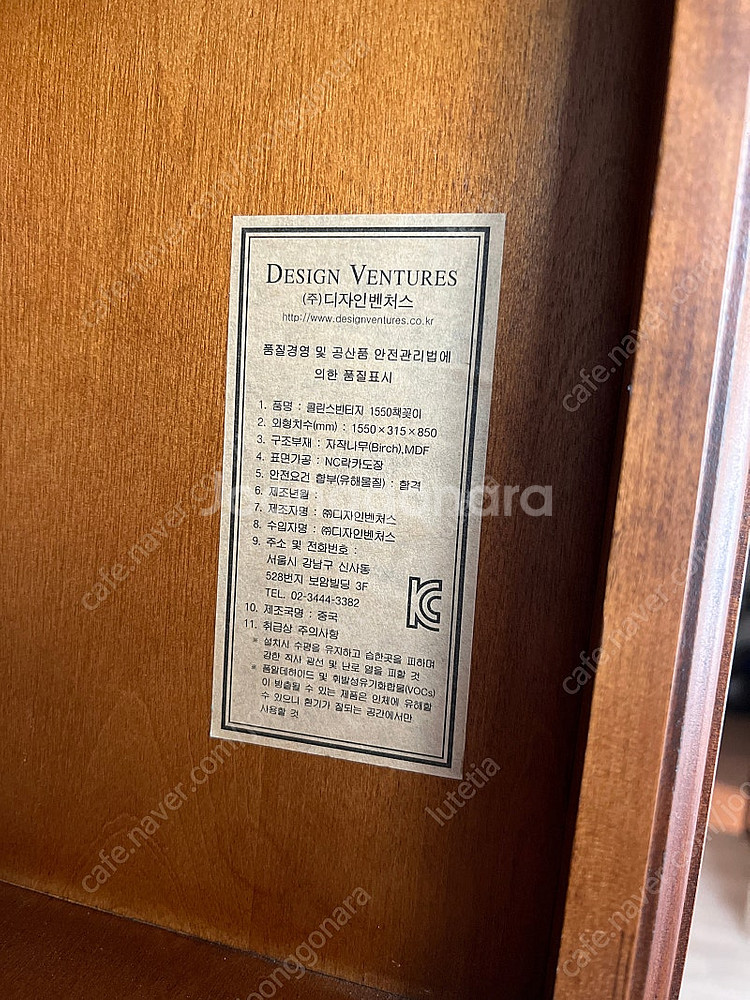 DESIGN VENTURES
(주)디자인벤처스
http://www.designventures.co.kr
품질경영 및 공산품 안전관리법에
의한 품질표시
1. 품명 : 콜린스빈티지 1550책꽂이
2. 외형치수(mm) : 1550×315×850
3. 구조부재 : 자작나무(Birch),MDF
4. 표면가공 : NC락카도장
5. 안전요건 합부(유해물질) : 합격
6. 제조년월 :
7. 제조자명 : ㈜디자인벤처스
8. 수입자명 : ㈜디자인벤처스
9. 주소 및 전화번호 :
서울시 강남구 신사동
528번지 보암빌딩 3F
TEL. 02-3444-3382
10. 제조국명 : 중국
11. 취급상 주의사항
※ 설치시 수평을 유지하고 습한곳을 피하며
강한 직사 광선 및 난로 열을 피할 것
※ 폼알데하이드 및 휘발성유기화합물(VOCs)
이 방출될 수 있는 제품은 인체에 유해할
수 있으니 환기가 잘되는 공간에서만
사용할 것
KC
Joonggonara
cafe.naver.com/joonggonara
lutetia